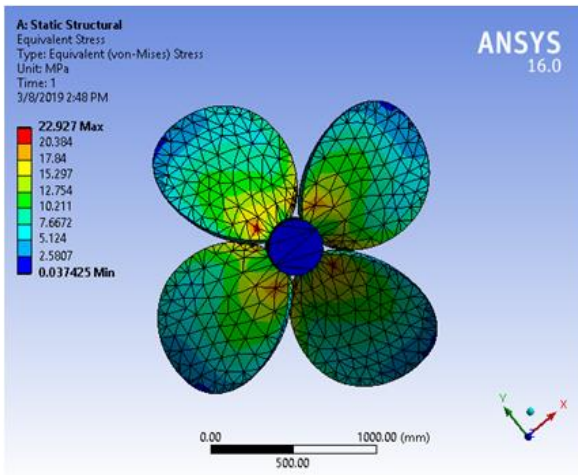 A: Static Structural
Equivalent Stress
Type: Equivalent (von-Mises) Stress
Unit: MPa
Time: 1
3/8/2019 2:48 PM
ANSYS
16.0
22.927 Max
20.384
17.84
15.297
12.754
10.211
7.6672
5.124
2.5807
0.037425 Min
Y
X
Z
0.00
1000.00 (mm)
500.00